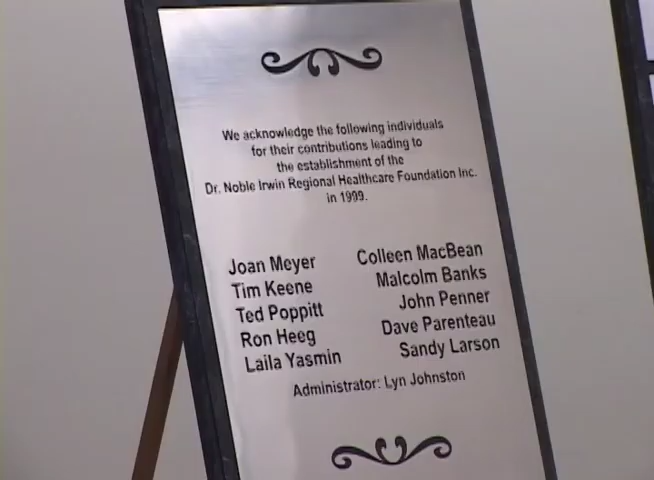 We acknowledge the following individuals
for their contributions leading to
the establishment of the
Dr. Noble Irwin Regional Healthcare Foundation Inc.
in 1999.
Joan Meyer
Tim Keene
Ted Poppitt
Ron Heeg
Laila Yasmin
Colleen MacBean
Malcolm Banks
John Penner
Dave Parenteau
Sandy Larson
Administrator: Lyn Johnston